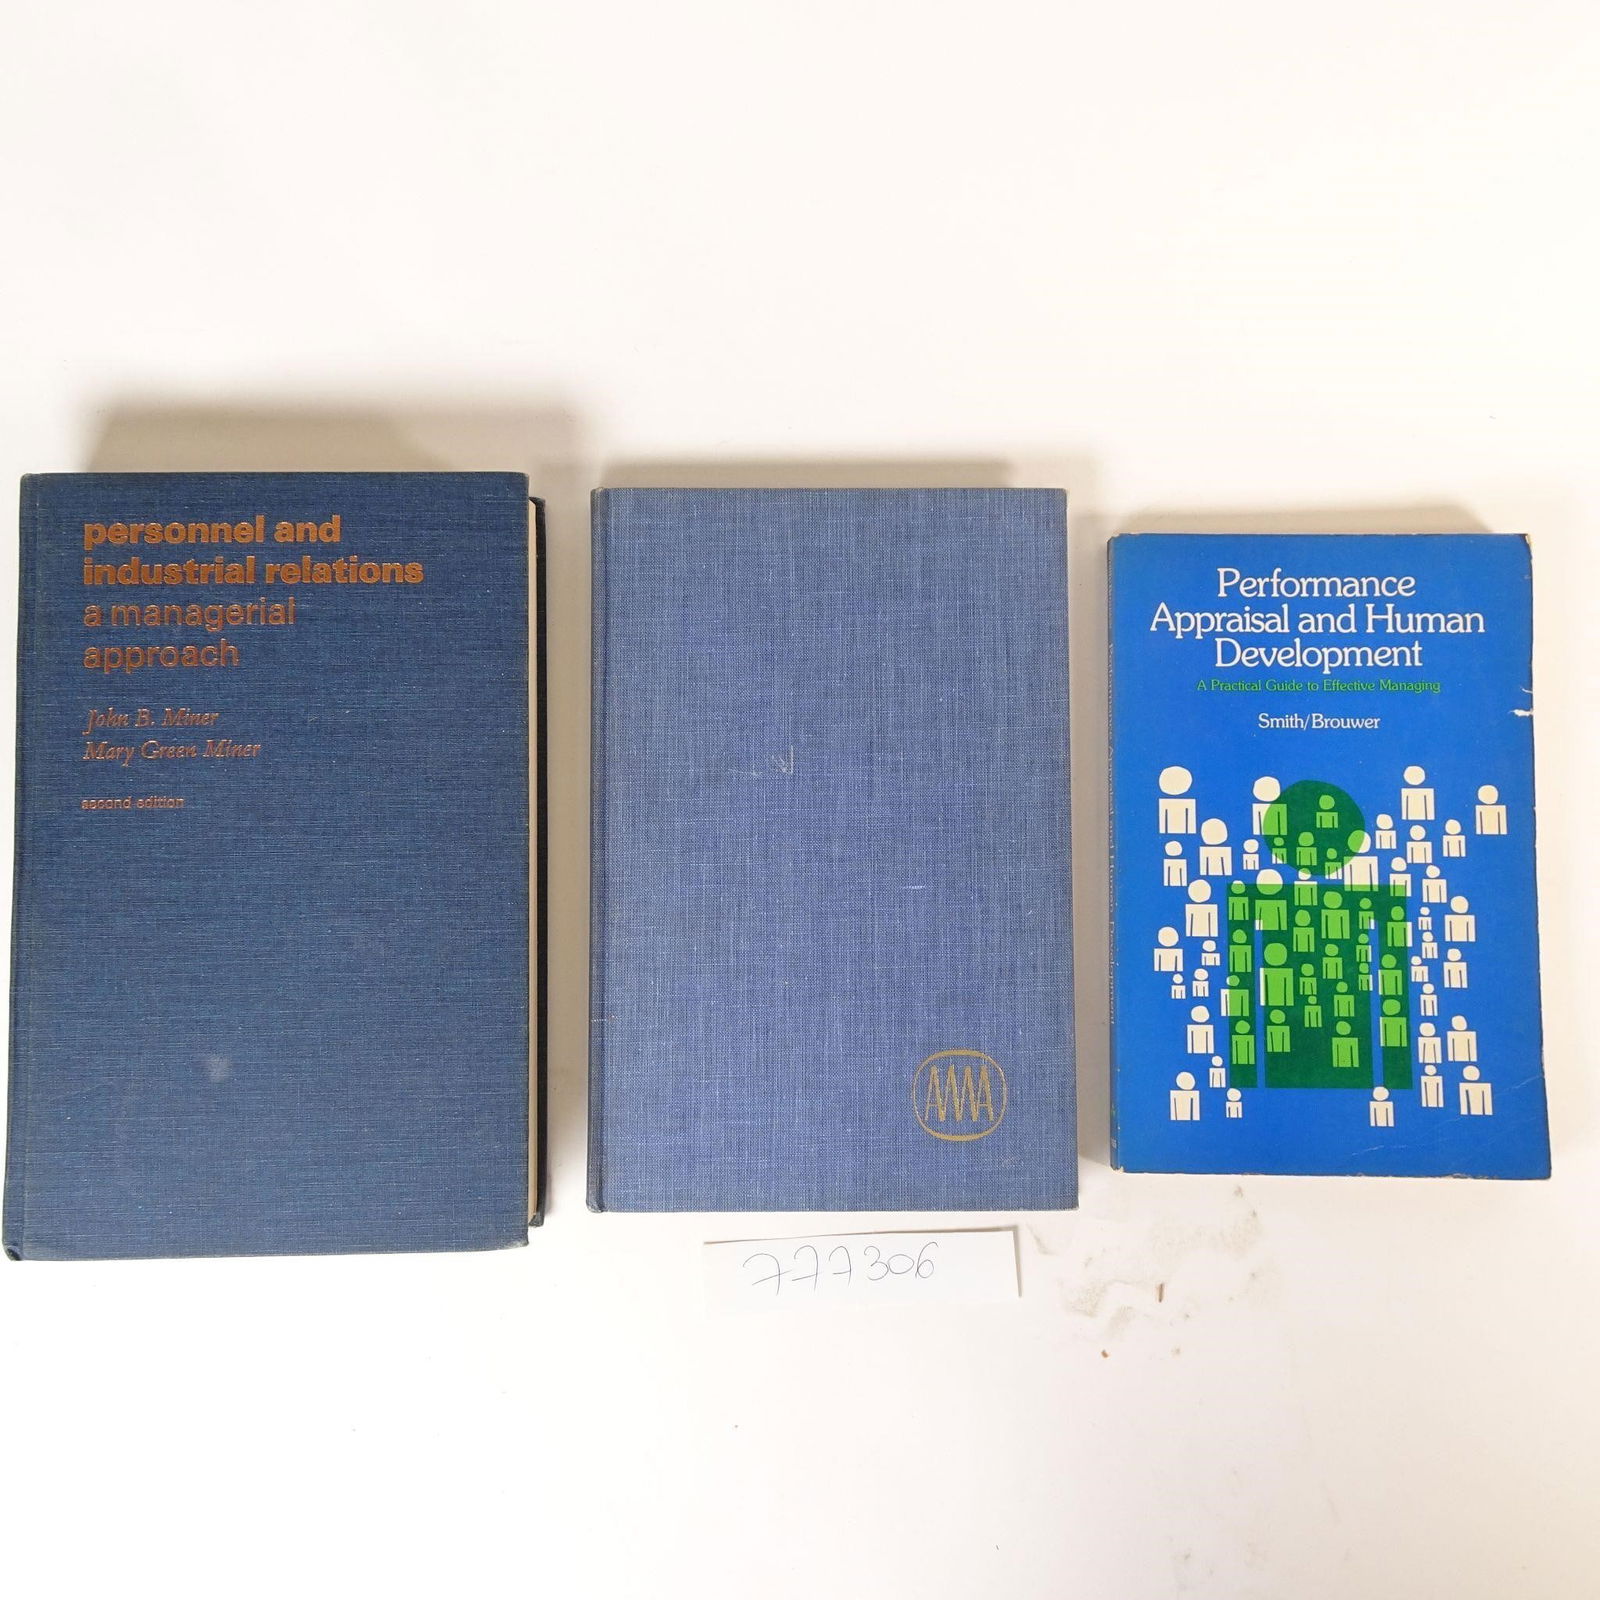 personnel and
industrial relations
a managerial
approach
John B. Miner
Mary Green Miner
second edition
AMA
777306
Performance
Appraisal and Human
Development
A Practical Guide to Effective Managing
Smith/Brouwer